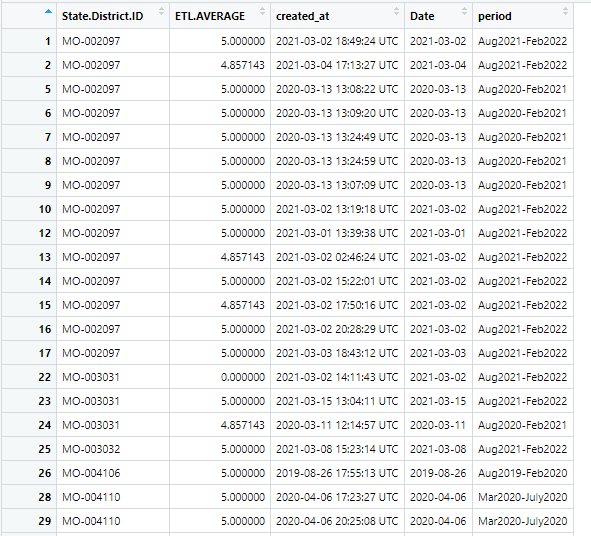 State.District.ID ETL.AVERAGE created_at Date period
1 MO-002097 5.000000 2021-03-02 18:49:24 UTC 2021-03-02 Aug2021-Feb2022
2 MO-002097 4.857143 2021-03-04 17:13:27 UTC 2021-03-04 Aug2021-Feb2022
5 MO-002097 5.000000 2020-03-13 13:08:22 UTC 2020-03-13 Aug2020-Feb2021
6 MO-002097 5.000000 2020-03-13 13:09:20 UTC 2020-03-13 Aug2020-Feb2021
7 MO-002097 5.000000 2020-03-13 13:24:49 UTC 2020-03-13 Aug2020-Feb2021
8 MO-002097 5.000000 2020-03-13 13:24:59 UTC 2020-03-13 Aug2020-Feb2021
9 MO-002097 5.000000 2020-03-13 13:07:09 UTC 2020-03-13 Aug2020-Feb2021
10 MO-002097 5.000000 2021-03-02 13:19:18 UTC 2021-03-02 Aug2021-Feb2022
12 MO-002097 5.000000 2021-03-01 13:39:38 UTC 2021-03-01 Aug2021-Feb2022
13 MO-002097 4.857143 2021-03-02 02:46:24 UTC 2021-03-02 Aug2021-Feb2022
14 MO-002097 5.000000 2021-03-02 15:22:01 UTC 2021-03-02 Aug2021-Feb2022
15 MO-002097 4.857143 2021-03-02 17:50:16 UTC 2021-03-02 Aug2021-Feb2022
16 MO-002097 5.000000 2021-03-02 20:28:29 UTC 2021-03-02 Aug2021-Feb2022
17 MO-002097 5.000000 2021-03-03 18:43:12 UTC 2021-03-03 Aug2021-Feb2022
22 MO-003031 0.000000 2021-03-02 14:11:43 UTC 2021-03-02 Aug2021-Feb2022
23 MO-003031 5.000000 2021-03-15 13:04:11 UTC 2021-03-15 Aug2021-Feb2022
24 MO-003031 4.857143 2020-03-11 12:14:57 UTC 2020-03-11 Aug2020-Feb2021
25 MO-003032 5.000000 2021-03-08 15:23:14 UTC 2021-03-08 Aug2021-Feb2022
26 MO-004106 5.000000 2019-08-26 17:55:13 UTC 2019-08-26 Aug2019-Feb2020
28 MO-004110 5.000000 2020-04-06 17:23:27 UTC 2020-04-06 Mar2020-July2020
29 MO-004110 5.000000 2020-04-06 20:25:08 UTC 2020-04-06 Mar2020-July2020